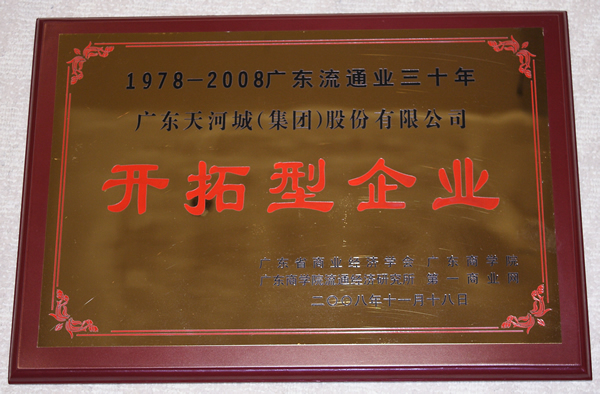 1978-2008广东流通业三十年
广东天河城(集团)股份有限公司
开拓型企业
广东省商业经济学会 广东商学院
广东商学院流通经济研究所 第一商业网
二〇〇八年十一月十八日